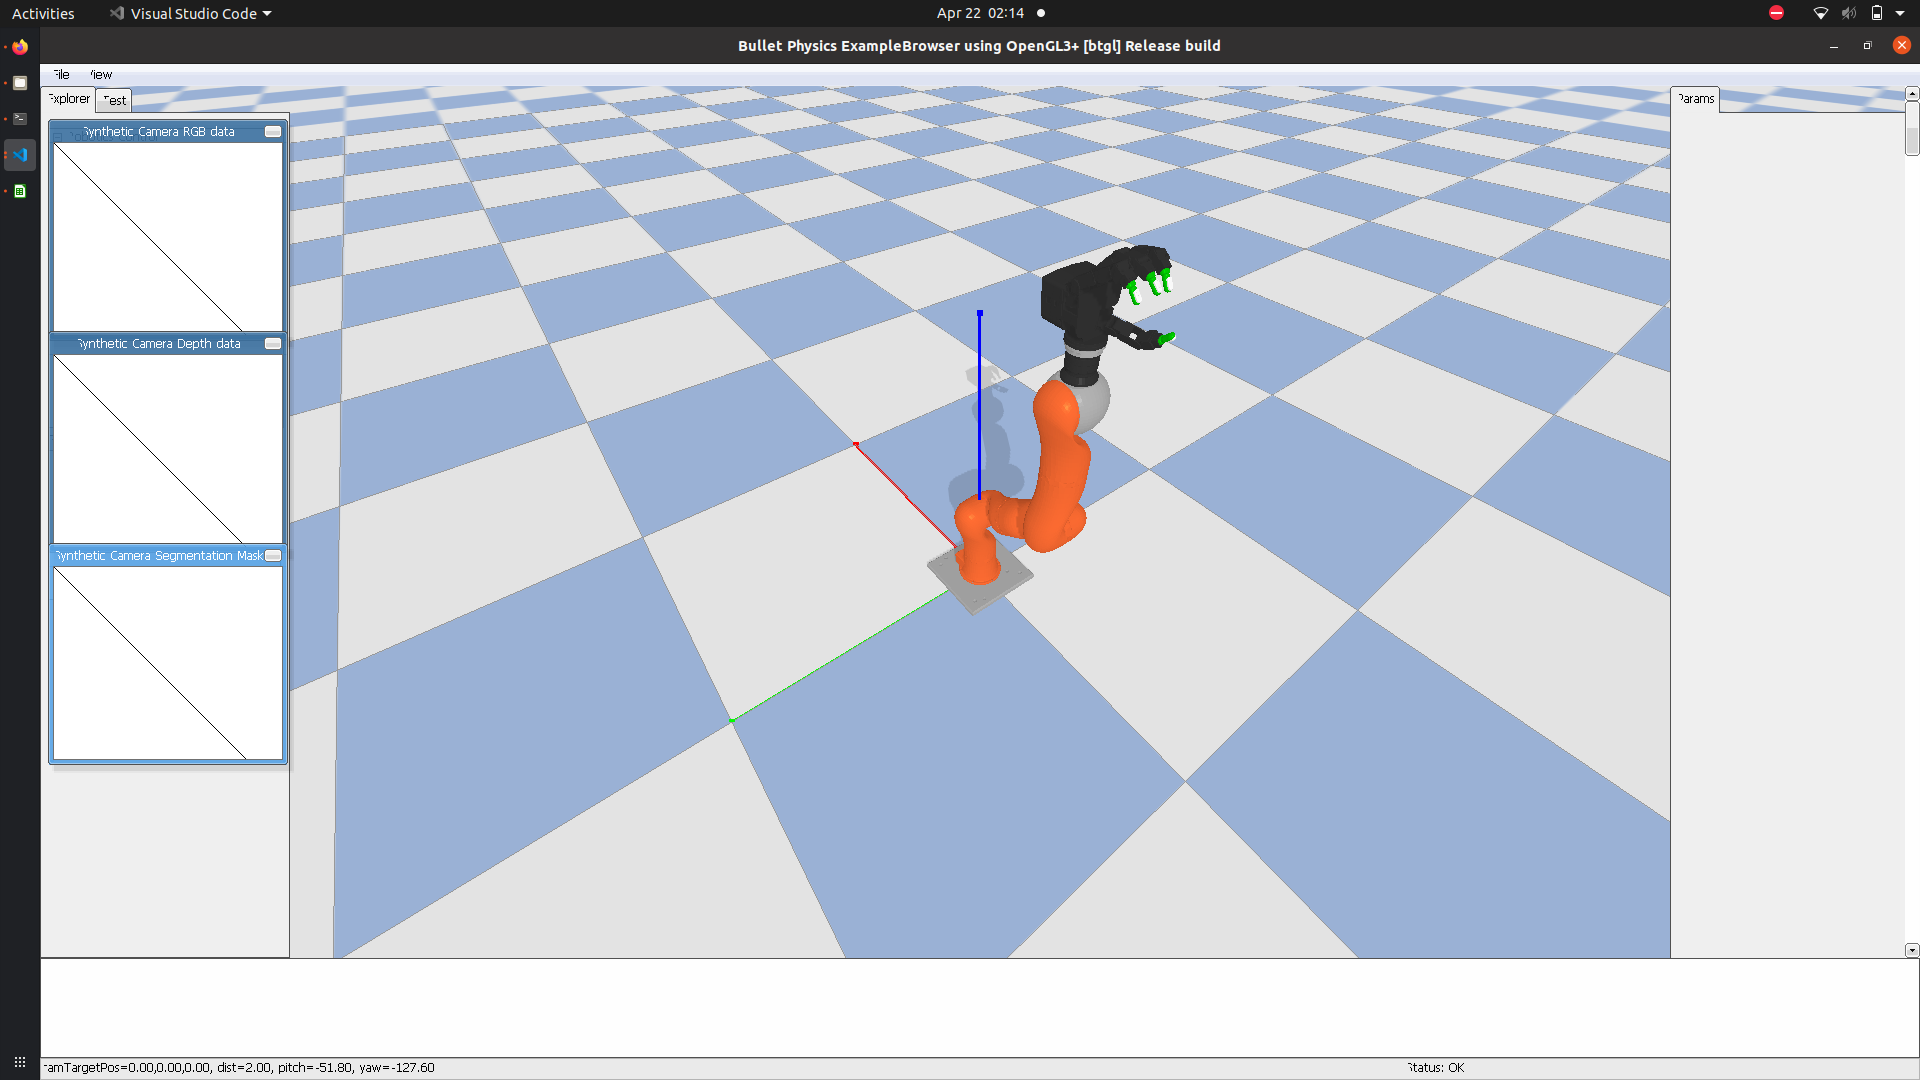 Activities
Visual Studio Code
Apr 22 02:14
Bullet Physics ExampleBrowser using OpenGL3+ [btgl] Release build
File
View
Explorer
Test
Params
Synthetic Camera RGB data
Synthetic Camera Depth data
Synthetic Camera Segmentation Mask
amTargetPos=0.00,0.00,0.00, dist=2.00, pitch=-51.80, yaw=-127.60
Status: OK